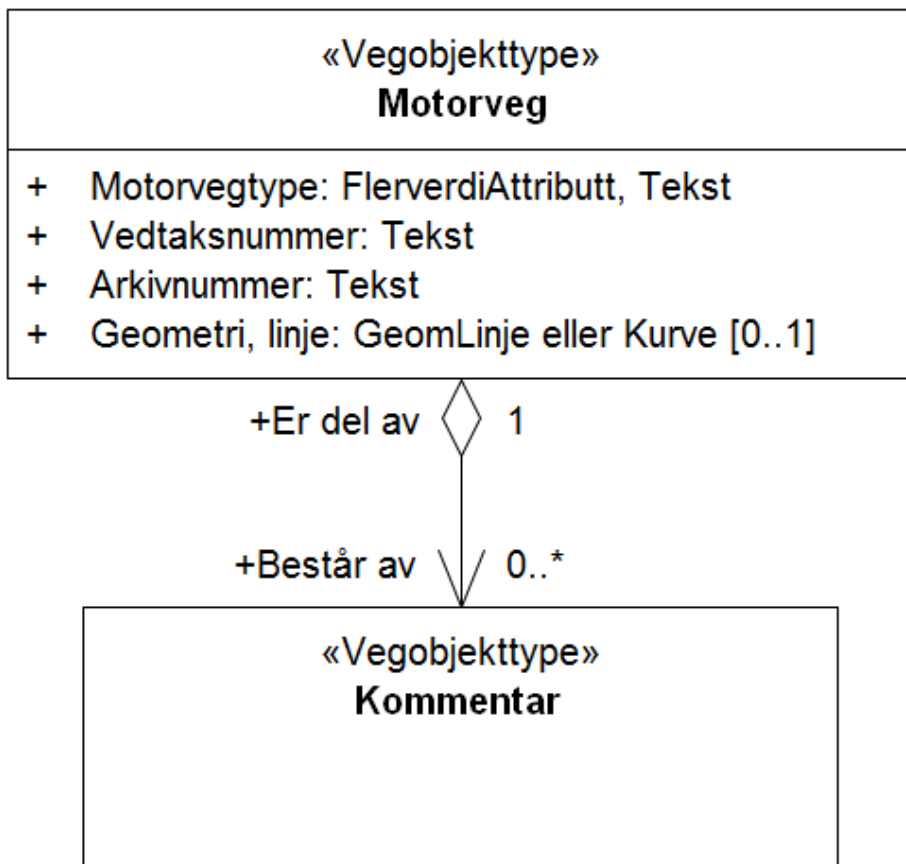 «Vegobjekttype»
Motorveg
+ Motorvegtype: FlerverdiAttributt, Tekst
+ Vedtaksnummer: Tekst
+ Arkivnummer: Tekst
+ Geometri, linje: GeomLinje eller Kurve [0..1]
+Er del av 1
+Består av 0..*
«Vegobjekttype»
Kommentar